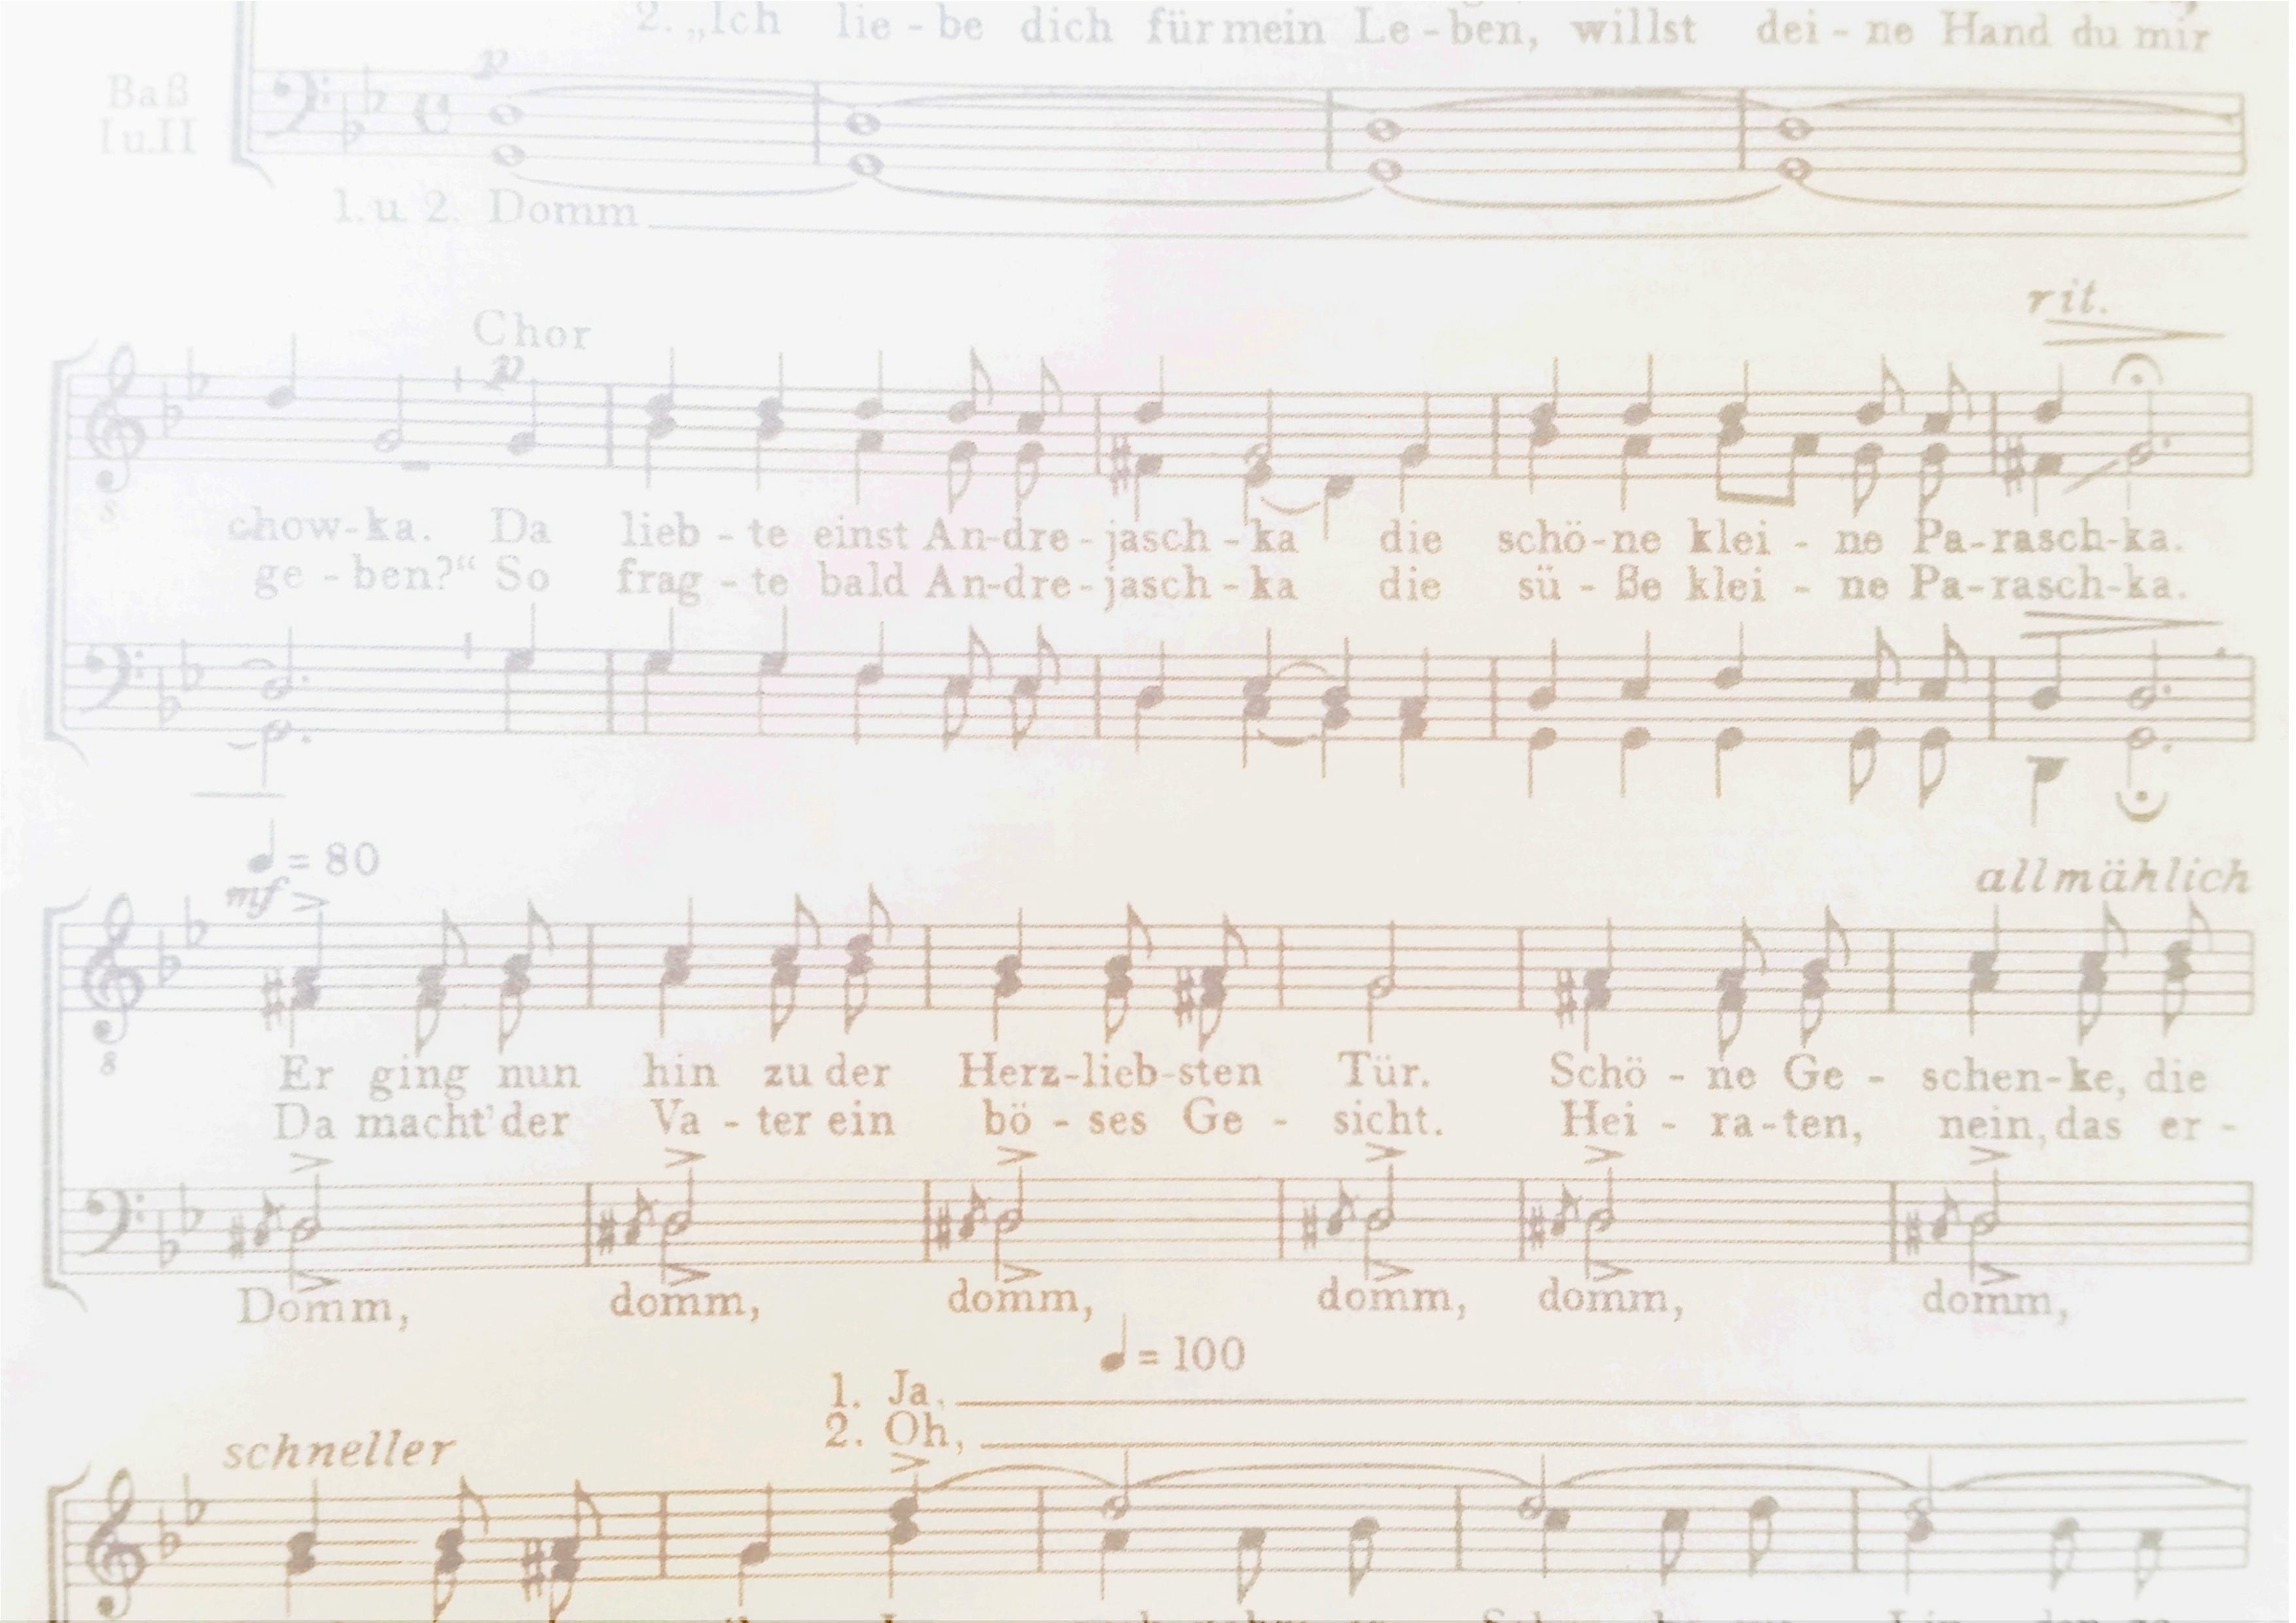 2. „Ich lie - be dich für mein Le - ben, willst dei - ne Hand du mir
p
Baß
I u. II
1. u. 2. Domm
rit.
Chor
p
8
chow-ka. Da lieb - te einst An-dre-jasch-ka die schö-ne klei - ne Pa-rasch-ka.
ge - ben?“ So frag - te bald An-dre-jasch-ka die sü - ße klei - ne Pa-rasch-ka.
♩ = 80
mf
allmählich
8
Er ging nun hin zu der Herz-lieb-sten Tür. Schö - ne Ge - schen-ke, die
Da macht' der Va - ter ein bö - ses Ge - sicht. Hei - ra-ten, nein, das er -
Domm, domm, domm, domm, domm, domm,
♩ = 100
1. Ja.
2. Oh,
schneller